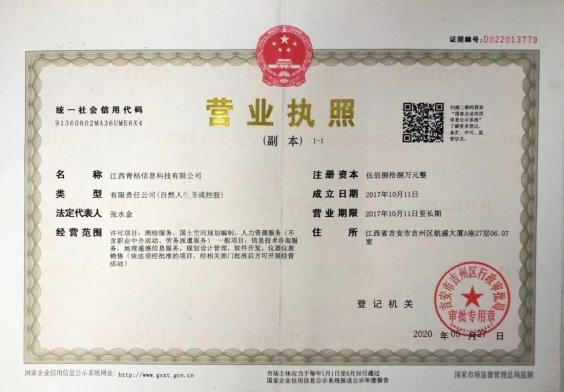 证照编号:D022013779
统一社会信用代码
91360802MA36UME6X4
营业执照
(副 本) 1-1
扫描二维码登录
"国家企业信用
信息公示系统"
了解更多登记、
备案、许可、监
管信息。
名 称 江西青桔信息科技有限公司
类 型 有限责任公司(自然人投资或控股)
法定代表人 张水金
经营范围 许可项目:测绘服务、国土空间规划编制,人力资源服务(不
含职业中介活动、劳务派遣服务) 一般项目:信息技术咨询服
务,地理遥感信息服务,规划设计管理,软件开发,仪器仪表
销售(依法须经批准的项目,经相关部门批准后方可开展经营
活动)
注册资本 伍佰捌拾捌万元整
成立日期 2017年10月11日
营业期限 2017年10月11日至长期
住 所 江西省吉安市吉州区航盛大厦A座27层06.07
室
登记机关
吉安市吉州区行政审批局
审批专用章
2020 年 05 月 27 日
国家企业信用信息公示系统网址: http://www.gsxt.gov.cn
市场主体应当于每年1月1日至6月30日通过
国家企业信用信息公示系统报送公示年度报告
国家市场监督管理总局监制